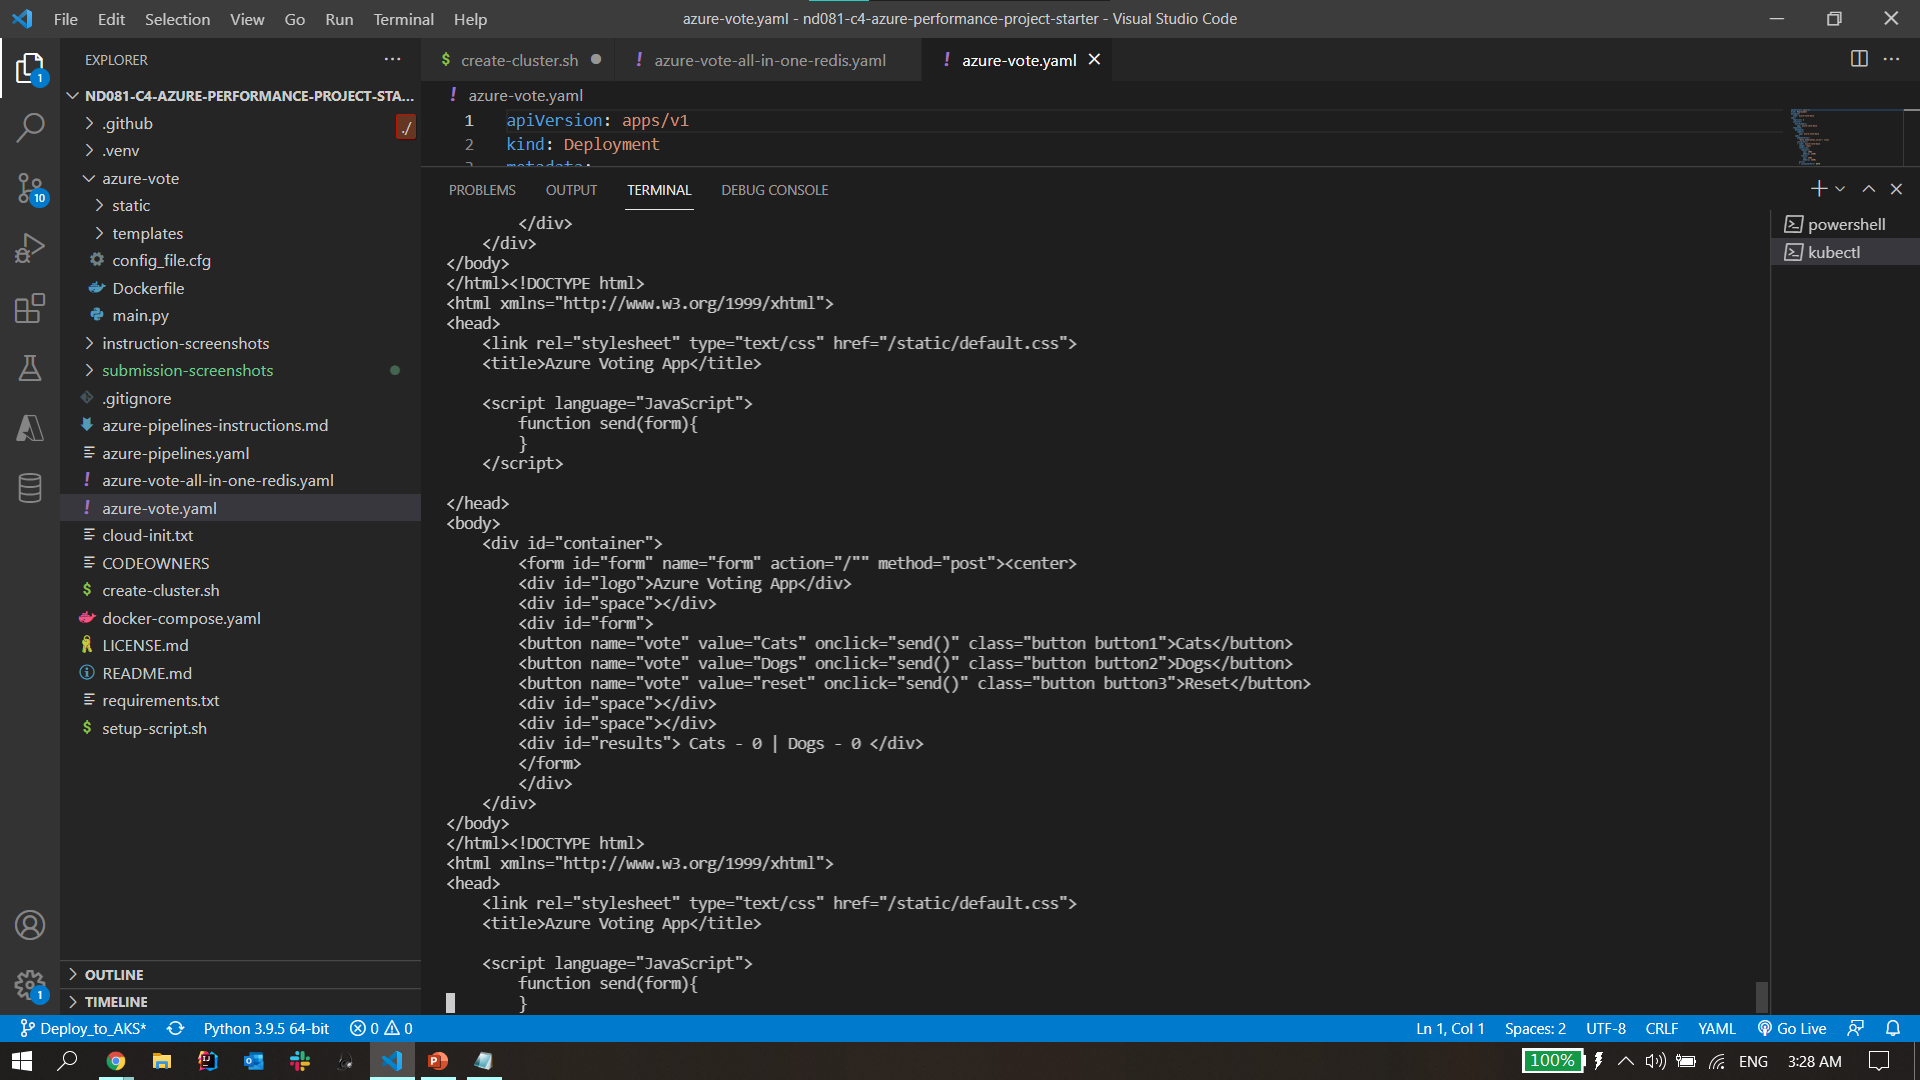 File Edit Selection View Go Run Terminal Help
azure-vote.yaml - nd081-c4-azure-performance-project-starter - Visual Studio Code
EXPLORER
ND081-C4-AZURE-PERFORMANCE-PROJECT-STA...
.github
./
.venv
azure-vote
static
templates
config_file.cfg
Dockerfile
main.py
instruction-screenshots
submission-screenshots
.gitignore
azure-pipelines-instructions.md
azure-pipelines.yaml
azure-vote-all-in-one-redis.yaml
azure-vote.yaml
cloud-init.txt
CODEOWNERS
create-cluster.sh
docker-compose.yaml
LICENSE.md
README.md
requirements.txt
setup-script.sh
OUTLINE
TIMELINE
1
10
1
create-cluster.sh
azure-vote-all-in-one-redis.yaml
azure-vote.yaml
azure-vote.yaml
1 apiVersion: apps/v1
2 kind: Deployment
3 metadata:
PROBLEMS OUTPUT TERMINAL DEBUG CONSOLE
powershell
kubectl
</div>
</div>
</body>
</html><!DOCTYPE html>
<html xmlns="http://www.w3.org/1999/xhtml">
<head>
<link rel="stylesheet" type="text/css" href="/static/default.css">
<title>Azure Voting App</title>
<script language="JavaScript">
function send(form){
}
</script>
</head>
<body>
<div id="container">
<form id="form" name="form" action="/"" method="post"><center>
<div id="logo">Azure Voting App</div>
<div id="space"></div>
<div id="form">
<button name="vote" value="Cats" onclick="send()" class="button button1">Cats</button>
<button name="vote" value="Dogs" onclick="send()" class="button button2">Dogs</button>
<button name="vote" value="reset" onclick="send()" class="button button3">Reset</button>
<div id="space"></div>
<div id="space"></div>
<div id="results"> Cats - 0 | Dogs - 0 </div>
</form>
</div>
</div>
</body>
</html><!DOCTYPE html>
<html xmlns="http://www.w3.org/1999/xhtml">
<head>
<link rel="stylesheet" type="text/css" href="/static/default.css">
<title>Azure Voting App</title>
<script language="JavaScript">
function send(form){
}
Deploy_to_AKS* Python 3.9.5 64-bit 0 0
Ln 1, Col 1 Spaces: 2 UTF-8 CRLF YAML Go Live
100% ENG 3:28 AM